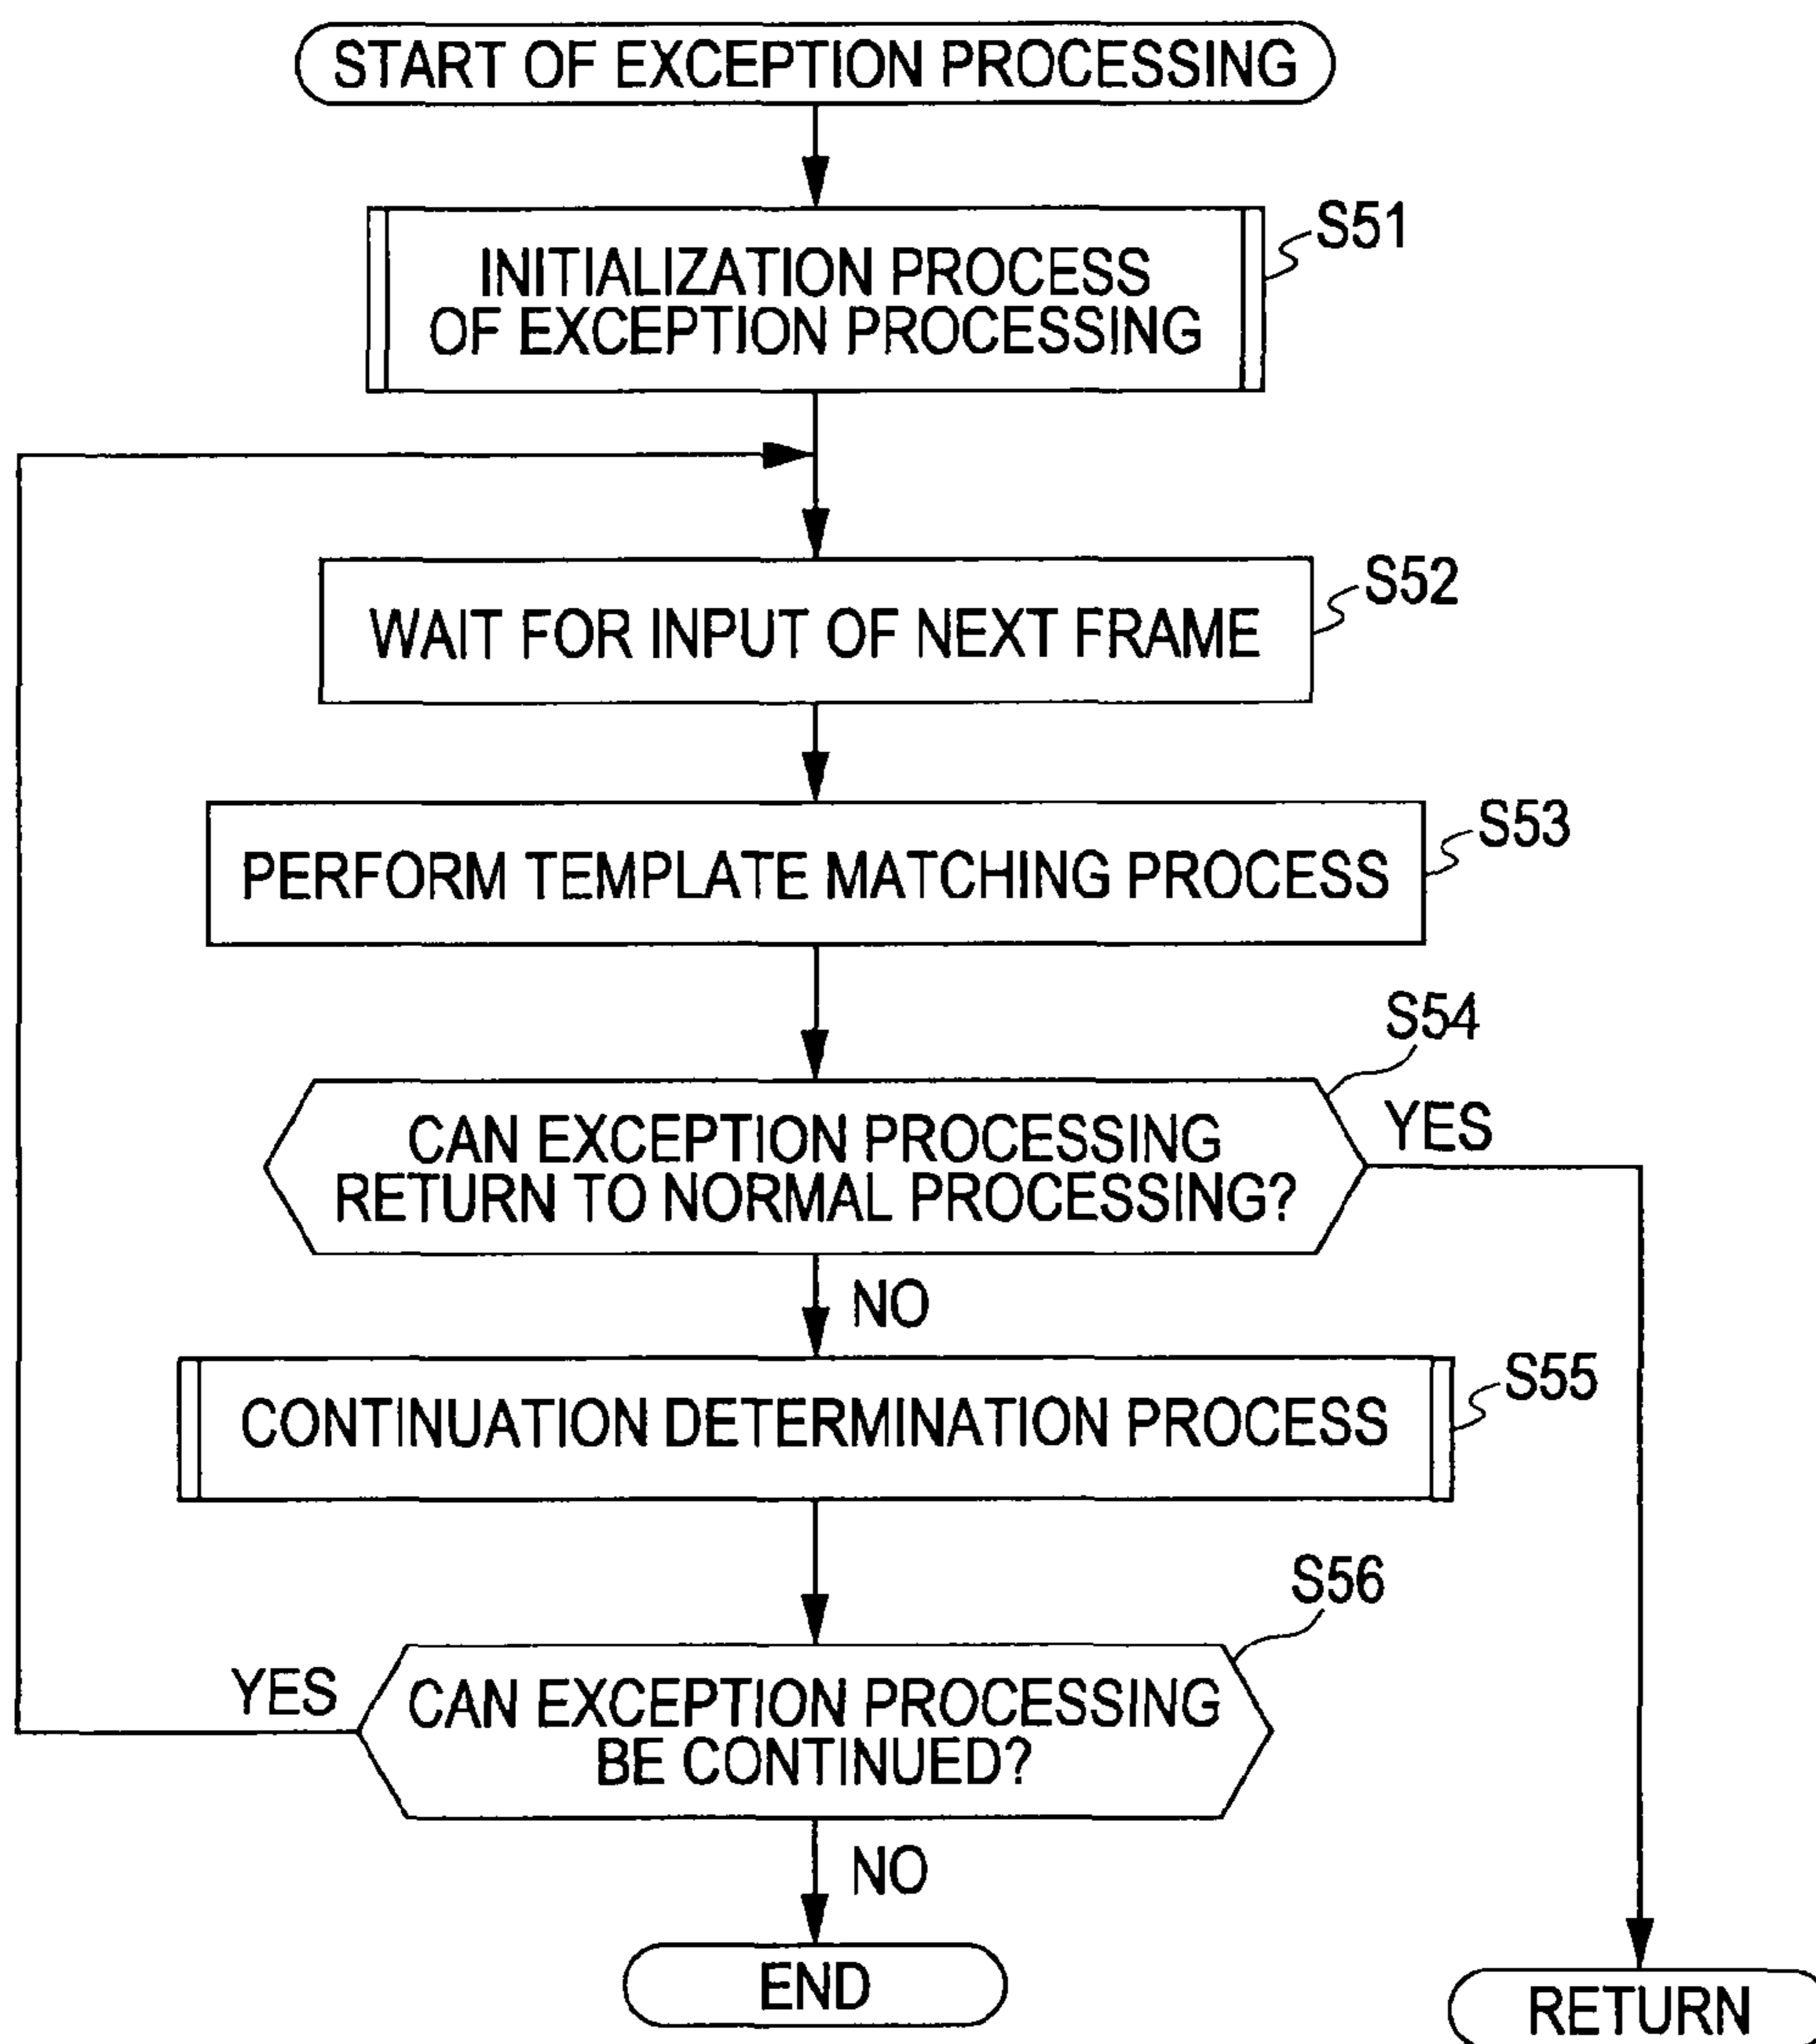 START OF EXCEPTION PROCESSING
S51
INITIALIZATION PROCESS
OF EXCEPTION PROCESSING
S52
WAIT FOR INPUT OF NEXT FRAME
S53
PERFORM TEMPLATE MATCHING PROCESS
S54
CAN EXCEPTION PROCESSING
RETURN TO NORMAL PROCESSING?
YES
NO
S55
CONTINUATION DETERMINATION PROCESS
S56
YES
CAN EXCEPTION PROCESSING
BE CONTINUED?
NO
END
RETURN